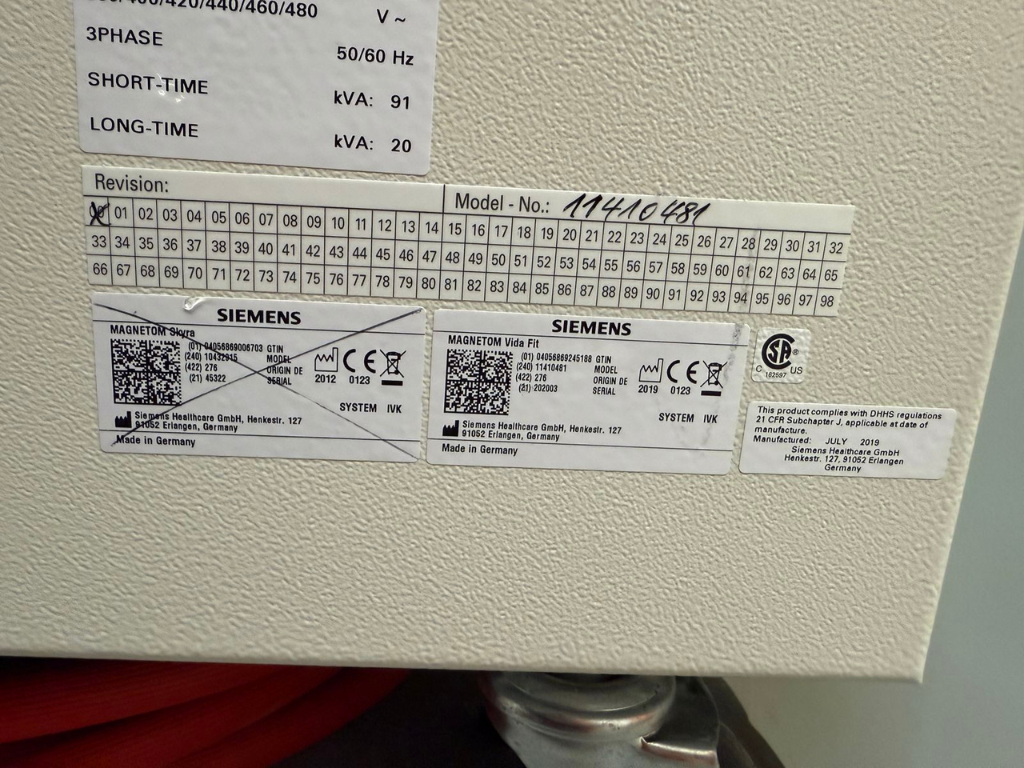 380/400/420/440/460/480 V ~
3PHASE 50/60 Hz
SHORT-TIME kVA: 91
LONG-TIME kVA: 20
Revision: Model - No.: 11410481
01 02 03 04 05 06 07 08 09 10 11 12 13 14 15 16 17 18 19 20 21 22 23 24 25 26 27 28 29 30 31 32
33 34 35 36 37 38 39 40 41 42 43 44 45 46 47 48 49 50 51 52 53 54 55 56 57 58 59 60 61 62 63 64 65
66 67 68 69 70 71 72 73 74 75 76 77 78 79 80 81 82 83 84 85 86 87 88 89 90 91 92 93 94 95 96 97 98
SIEMENS
MAGNETOM Skyra
(01) 04056869006703 GTIN
(240) 10432915 MODEL
(422) 276 ORIGIN DE
(21) 45322 SERIAL
2012 CE 0123
SYSTEM IVK
Siemens Healthcare GmbH, Henkestr. 127
91052 Erlangen, Germany
Made in Germany
SIEMENS
MAGNETOM Vida Fit
(01) 04056869245188 GTIN
(240) 11410481 MODEL
(422) 276 ORIGIN DE
(21) 202003 SERIAL
2019 CE 0123
SYSTEM IVK
Siemens Healthcare GmbH, Henkestr. 127
91052 Erlangen, Germany
Made in Germany
SA ®
C US
162587
This product complies with DHHS regulations
21 CFR Subchapter J, applicable at date of
manufacture.
Manufactured: JULY 2019
Siemens Healthcare GmbH
Henkestr. 127, 91052 Erlangen
Germany